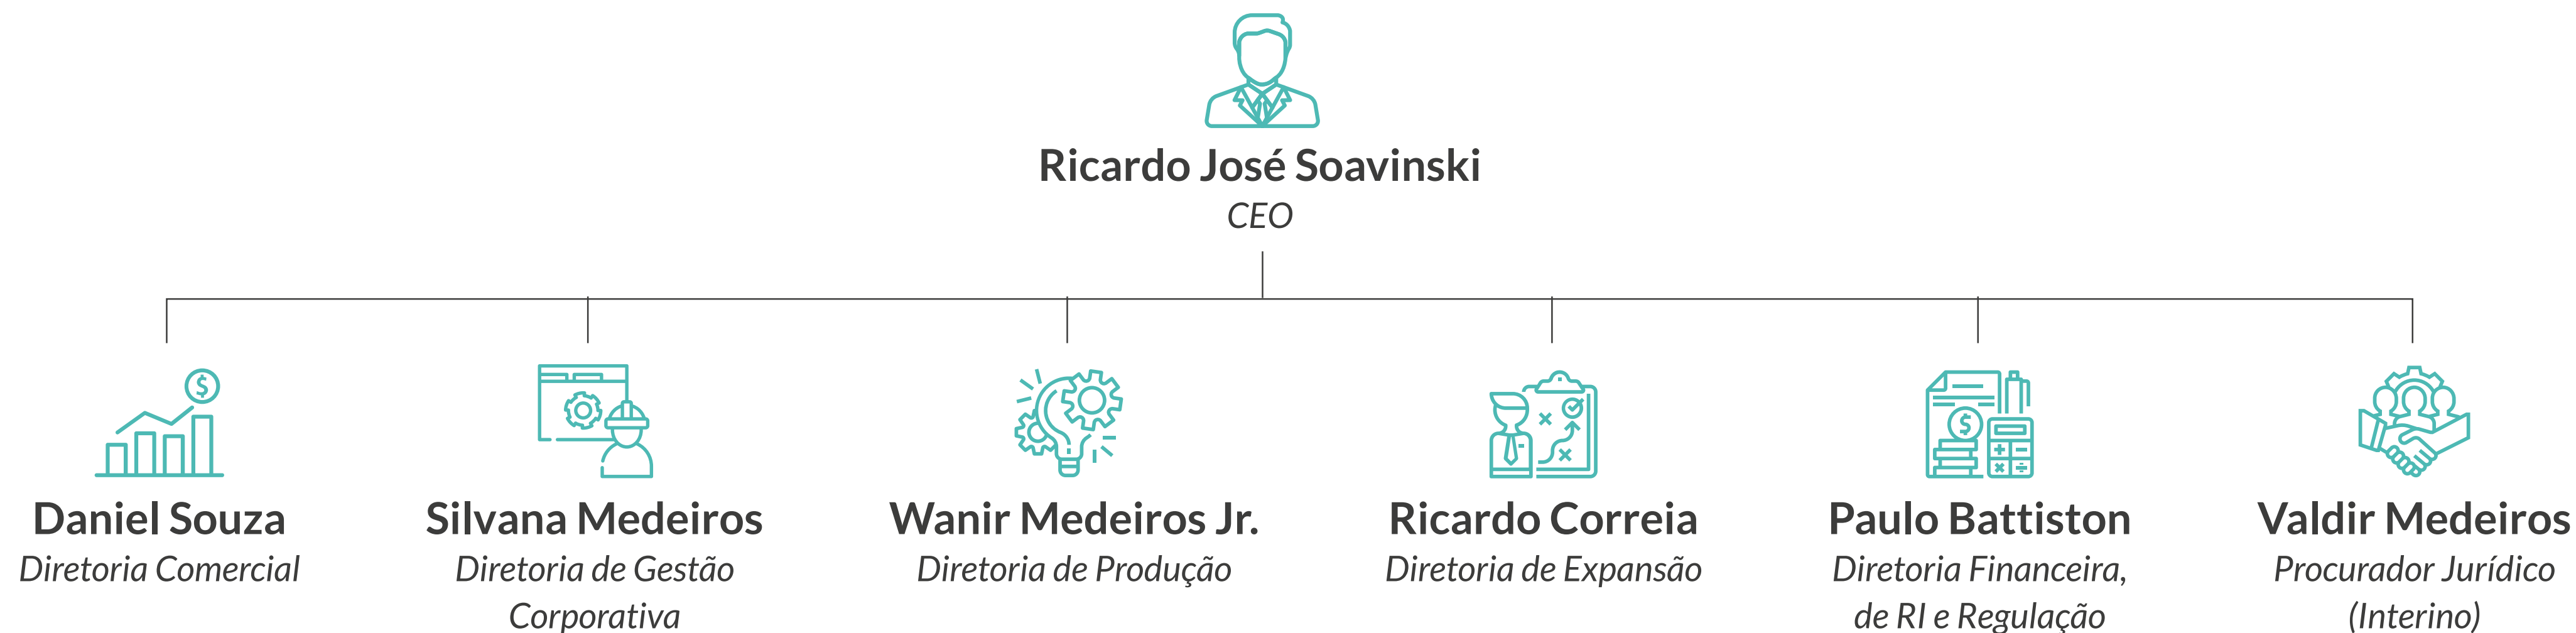 Ricardo José Soavinski
CEO
$
Daniel Souza
Diretoria Comercial
Silvana Medeiros
Diretoria de Gestão
Corporativa
Wanir Medeiros Jr.
Diretoria de Produção
Ricardo Correia
Diretoria de Expansão
$
Paulo Battiston
Diretoria Financeira,
de RI e Regulação
Valdir Medeiros
Procurador Jurídico
(Interino)